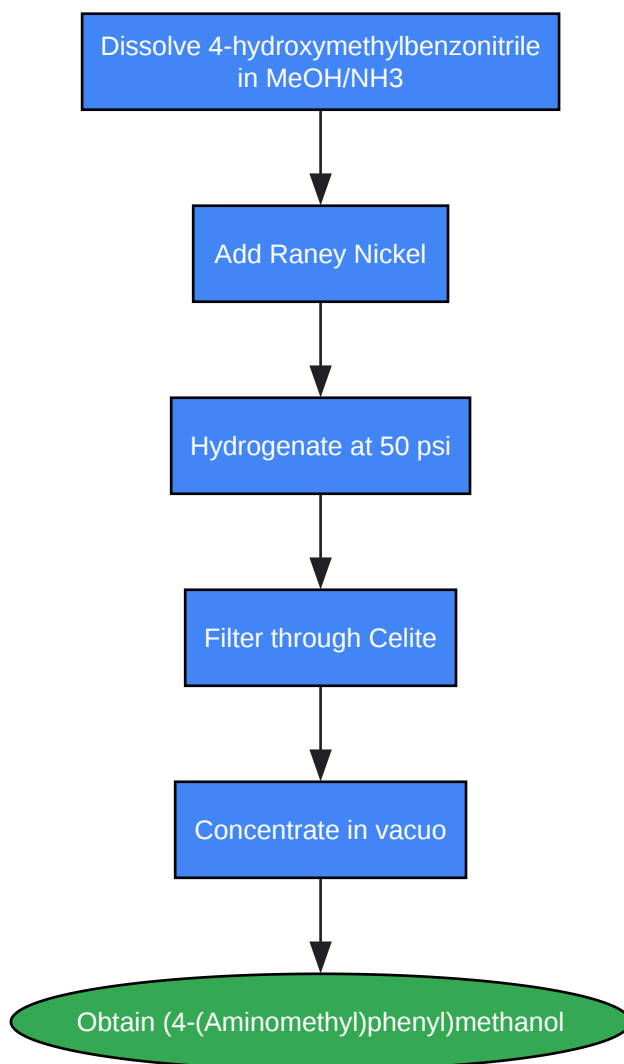 Dissolve 4-hydroxymethylbenzonitrile
in MeOH/NH3
Add Raney Nickel
Hydrogenate at 50 psi
Filter through Celite
Concentrate in vacuo
Obtain (4-(Aminomethyl)phenyl)methanol